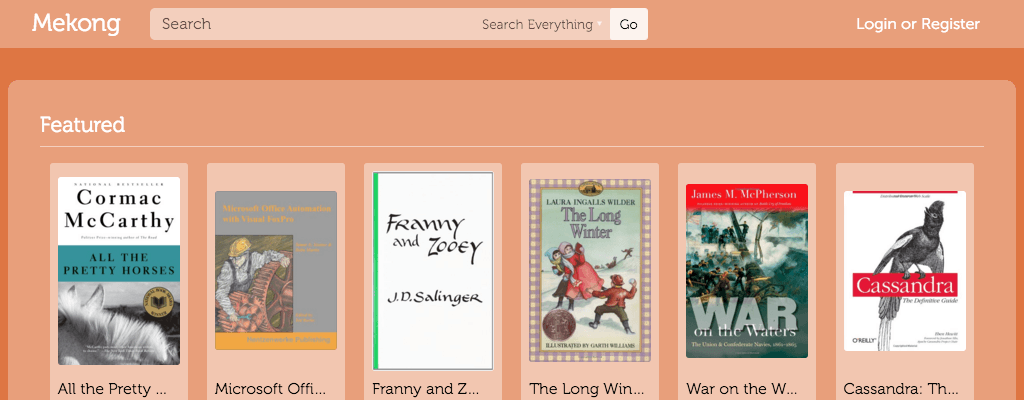 Mekong
Search
Search Everything
Go
Login or Register
Featured
NATIONAL BESTSELLER
Cormac
McCarthy
ALL THE
PRETTY HORSES
Microsoft Office Automation
with Visual FoxPro
Hentzenwerke Publishing
Franny
and Zooey
J.D. Salinger
LAURA INGALLS WILDER
The Long
Winter
ILLUSTRATED BY GARTH WILLIAMS
James M. McPherson
WAR
on the Waters
The Union & Confederate Navies, 1861-1865
Cassandra
The Definitive Guide
O'REILLY
Eben Hewitt
All the Pretty ...
Microsoft Offi...
Franny and Z...
The Long Win...
War on the W...
Cassandra: Th...